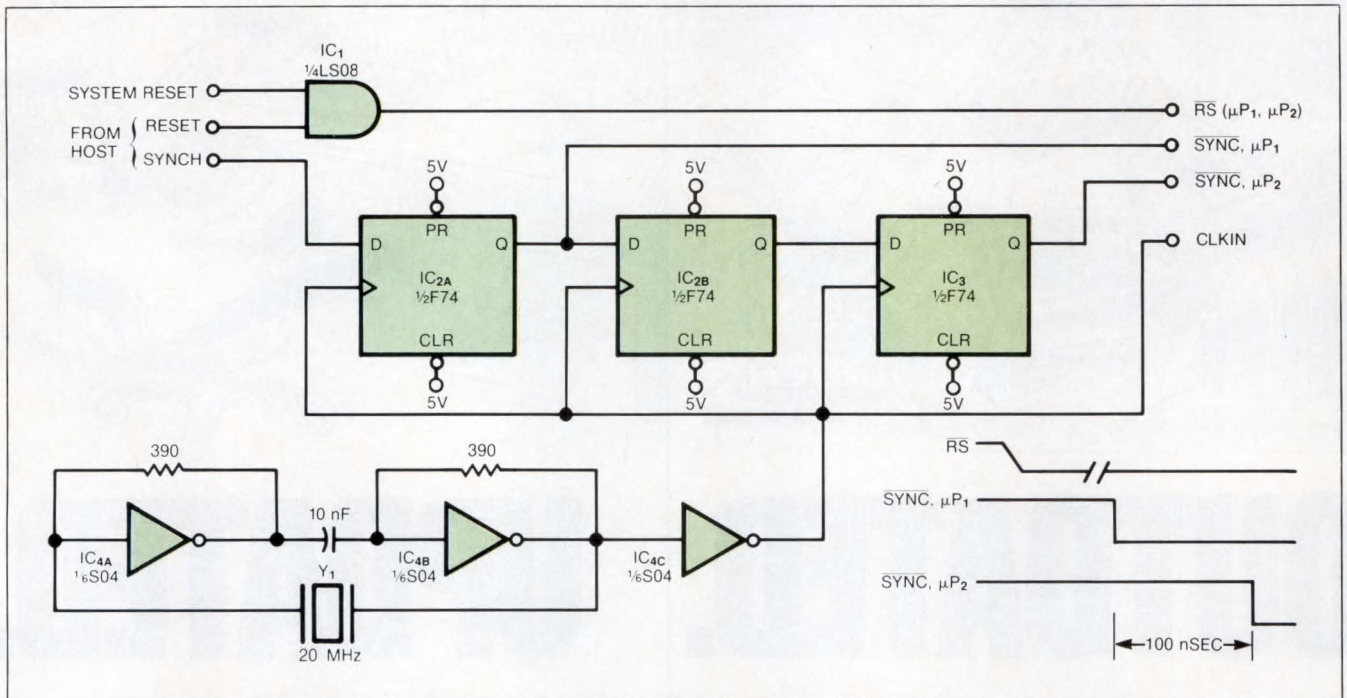 IC1
¼LS08
SYSTEM RESET
FROM HOST { RESET
SYNCH
RS (µP1, µP2)
SYNC, µP1
SYNC, µP2
CLKIN
5V
5V
5V
PR
PR
PR
D
Q
D
Q
D
Q
IC2A
½F74
IC2B
½F74
IC3
½F74
CLR
CLR
CLR
5V
5V
5V
390
390
10 nF
IC4A
⅙S04
IC4B
⅙S04
IC4C
⅙S04
Y1
20 MHz
RS
SYNC, µP1
SYNC, µP2
100 nSEC